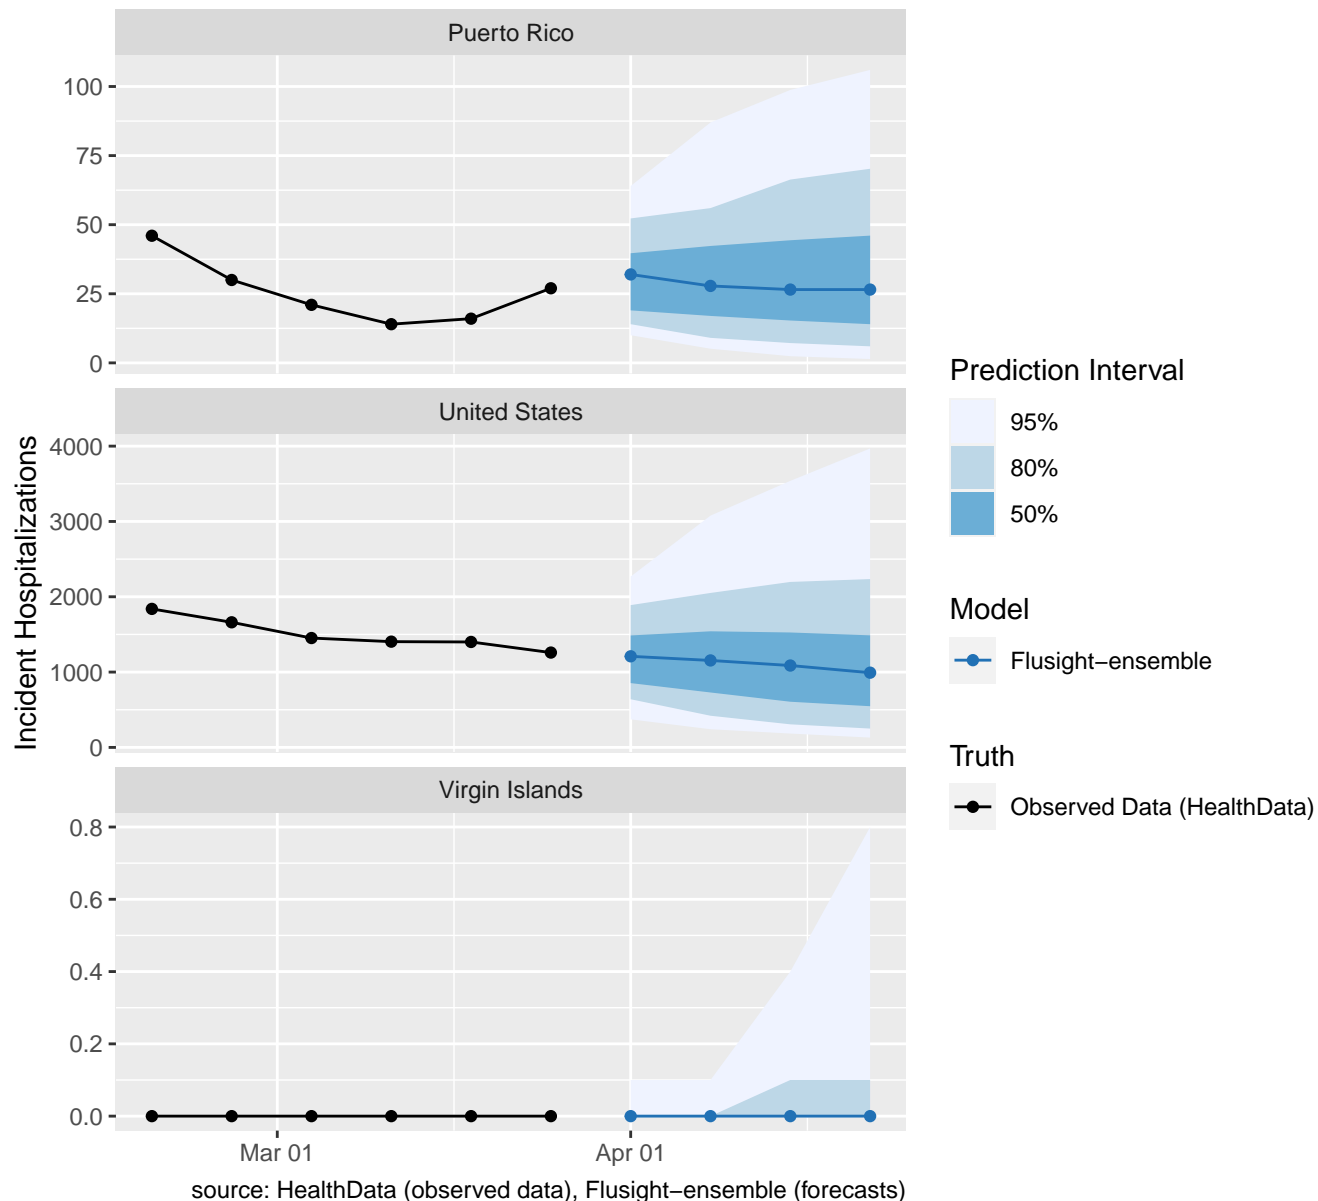 Puerto Rico
100
75
50
25
0
United States
4000
3000
2000
1000
0
Virgin Islands
0.8
0.6
0.4
0.2
0.0
Mar 01
Apr 01
Incident Hospitalizations
source: HealthData (observed data), Flusight−ensemble (forecasts)
Prediction Interval
95%
80%
50%
Model
Flusight−ensemble
Truth
Observed Data (HealthData)